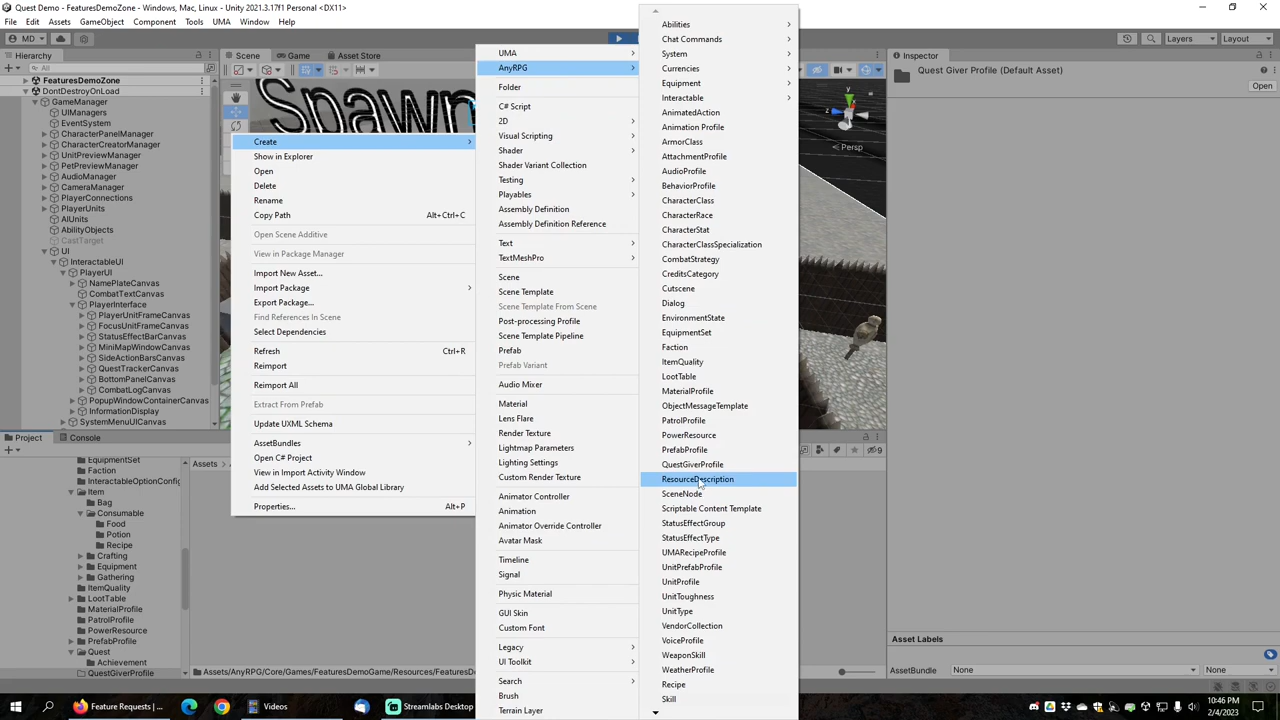 Quest Demo - FeaturesDemoZone - Windows, Mac, Linux - Unity 2021.3.17f1 Personal <DX11>
File Edit Assets GameObject Component Tools UMA Window Help
MD
Layers
Layout
Hierarchy
All
FeaturesDemoZone
DontDestroyOnLoad
GameManager
UIManagers
EventSystem
CharacterPanelManager
CharacterCreatorManager
UnitPreviewManager
PetPreviewManager
AudioManager
CameraManager
PlayerConnections
PlayerUnits
AIUnits
AbilityObjects
CastTarget
UI
InteractableUI
PlayerUI
NamePlateCanvas
CombatTextCanvas
PlayerInterface
PlayerUnitFrameCanvas
FocusUnitFrameCanvas
StatusEffectBarCanvas
MiniMapWindowCanvas
SideActionBarsCanvas
QuestTrackerCanvas
BottomPanelCanvas
CombatLogCanvas
PopupWindowContainerCanvas
InformationDisplay
SystemMenuUICanvas
Project
Console
EquipmentSet
Faction
InteractableOptionConfig
Item
Bag
Consumable
Food
Potion
Recipe
Crafting
Equipment
Gathering
ItemQuality
LootTable
MaterialProfile
PatrolProfile
PowerResource
PrefabProfile
Quest
Achievement
QuestGiverProfile
Scene
Game
Asset Store
Spawn
Persp
y
z
Assets
Assets/AnyRPG/Core/Games/FeaturesDemoGame/Resources/FeaturesD
9
Create
Show in Explorer
Open
Delete
Rename
Copy Path Alt+Ctrl+C
Open Scene Additive
View in Package Manager
Import New Asset...
Import Package
Export Package...
Find References In Scene
Select Dependencies
Refresh Ctrl+R
Reimport
Reimport All
Extract From Prefab
Update UXML Schema
AssetBundles
Open C# Project
View in Import Activity Window
Add Selected Assets to UMA Global Library
Properties... Alt+P
UMA
AnyRPG
Folder
C# Script
2D
Visual Scripting
Shader
Shader Variant Collection
Testing
Playables
Assembly Definition
Assembly Definition Reference
Text
TextMeshPro
Scene
Scene Template
Scene Template From Scene
Post-processing Profile
Scene Template Pipeline
Prefab
Prefab Variant
Audio Mixer
Material
Lens Flare
Render Texture
Lightmap Parameters
Lighting Settings
Custom Render Texture
Animator Controller
Animation
Animator Override Controller
Avatar Mask
Timeline
Signal
Physic Material
GUI Skin
Custom Font
Legacy
UI Toolkit
Search
Brush
Terrain Layer
Abilities
Chat Commands
System
Currencies
Equipment
Interactable
AnimatedAction
Animation Profile
ArmorClass
AttachmentProfile
AudioProfile
BehaviorProfile
CharacterClass
CharacterRace
CharacterStat
CharacterClassSpecialization
CombatStrategy
CreditsCategory
Cutscene
Dialog
EnvironmentState
EquipmentSet
Faction
ItemQuality
LootTable
MaterialProfile
ObjectMessageTemplate
PatrolProfile
PowerResource
PrefabProfile
QuestGiverProfile
ResourceDescription
SceneNode
Scriptable Content Template
StatusEffectGroup
StatusEffectType
UMARecipeProfile
UnitPrefabProfile
UnitProfile
UnitToughness
UnitType
VendorCollection
VoiceProfile
WeaponSkill
WeatherProfile
Recipe
Skill
Inspector
Quest Giver Profile (Default Asset)
Open
Asset Labels
AssetBundle None None
Feature Requests | ...
Videos
Streamlabs Desktop
10:46 PM
2/4/2023